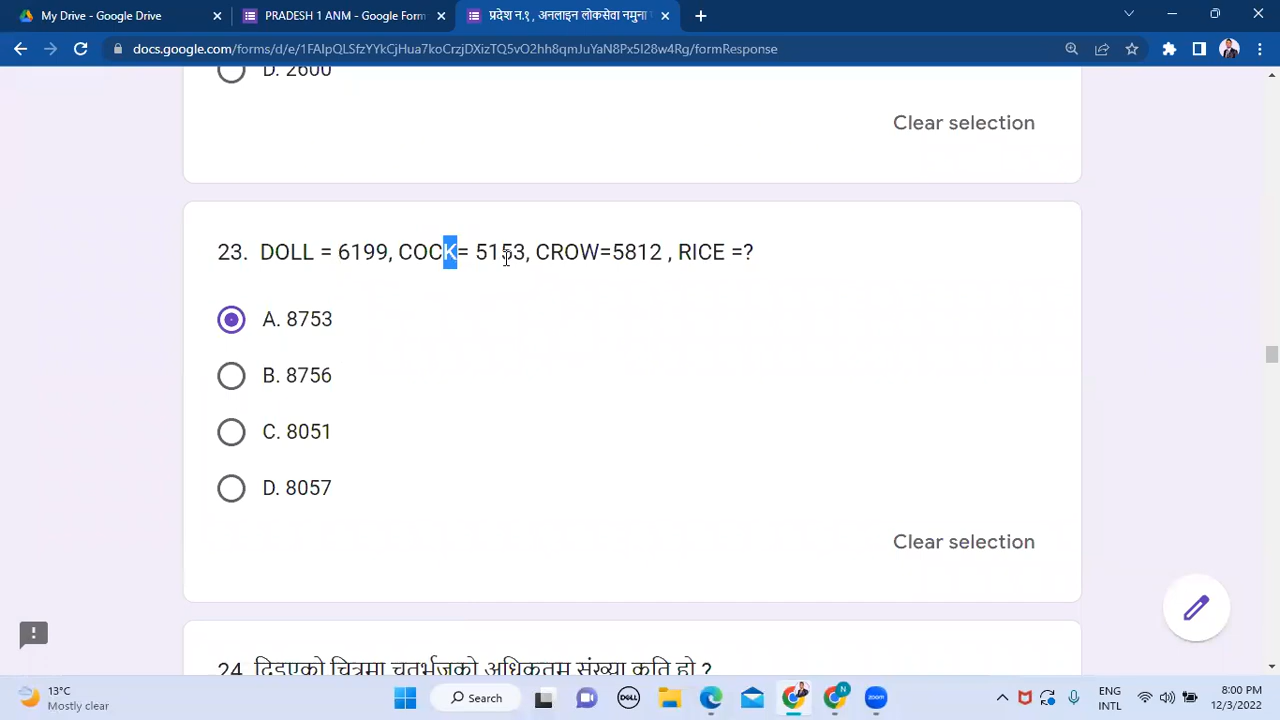 My Drive - Google Drive
PRADESH 1 ANM - Google Form
प्रदेश न.१ , अनलाइन लोकसेवा नमुना
docs.google.com/forms/d/e/1FAIpQLSfzYYkCjHua7koCrzjDXizTQ5vO2hh8qmJuYaN8Px5I28w4Rg/formResponse
D. 2600
Clear selection
23. DOLL = 6199, COCK= 5153, CROW=5812 , RICE =?
A. 8753
B. 8756
C. 8051
D. 8057
Clear selection
24. दिइएको चित्रमा चतुर्भुजको अधिकतम संख्या कति हो ?
13°C
Mostly clear
Search
DELL
N
zoom
ENG
INTL
8:00 PM
12/3/2022